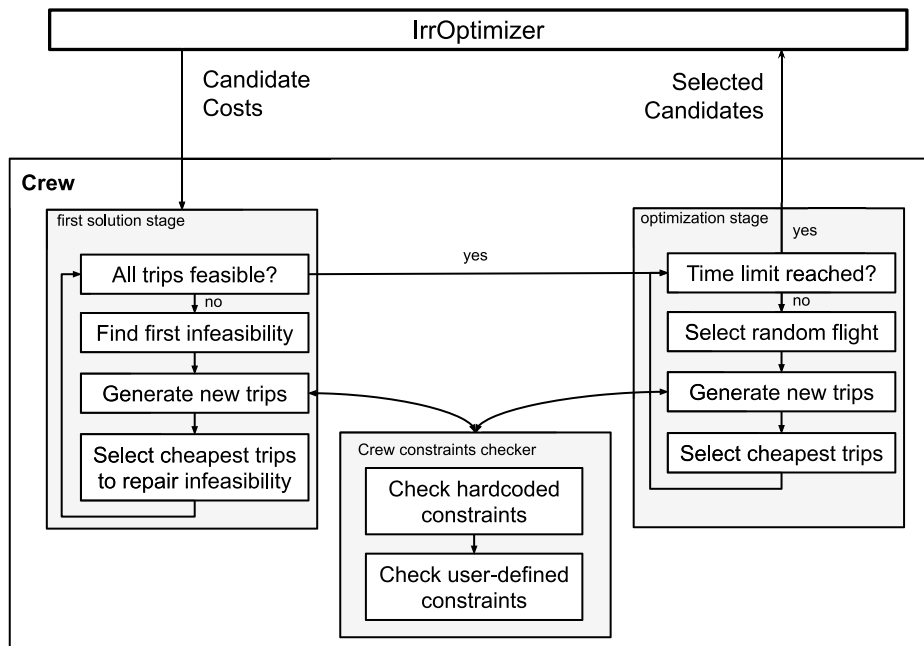 IrrOptimizer
Candidate
Costs
Selected
Candidates
Crew
first solution stage
All trips feasible?
no
Find first infeasibility
Generate new trips
Select cheapest trips
to repair infeasibility
yes
optimization stage
yes
Time limit reached?
no
Select random flight
Generate new trips
Select cheapest trips
Crew constraints checker
Check hardcoded
constraints
Check user-defined
constraints